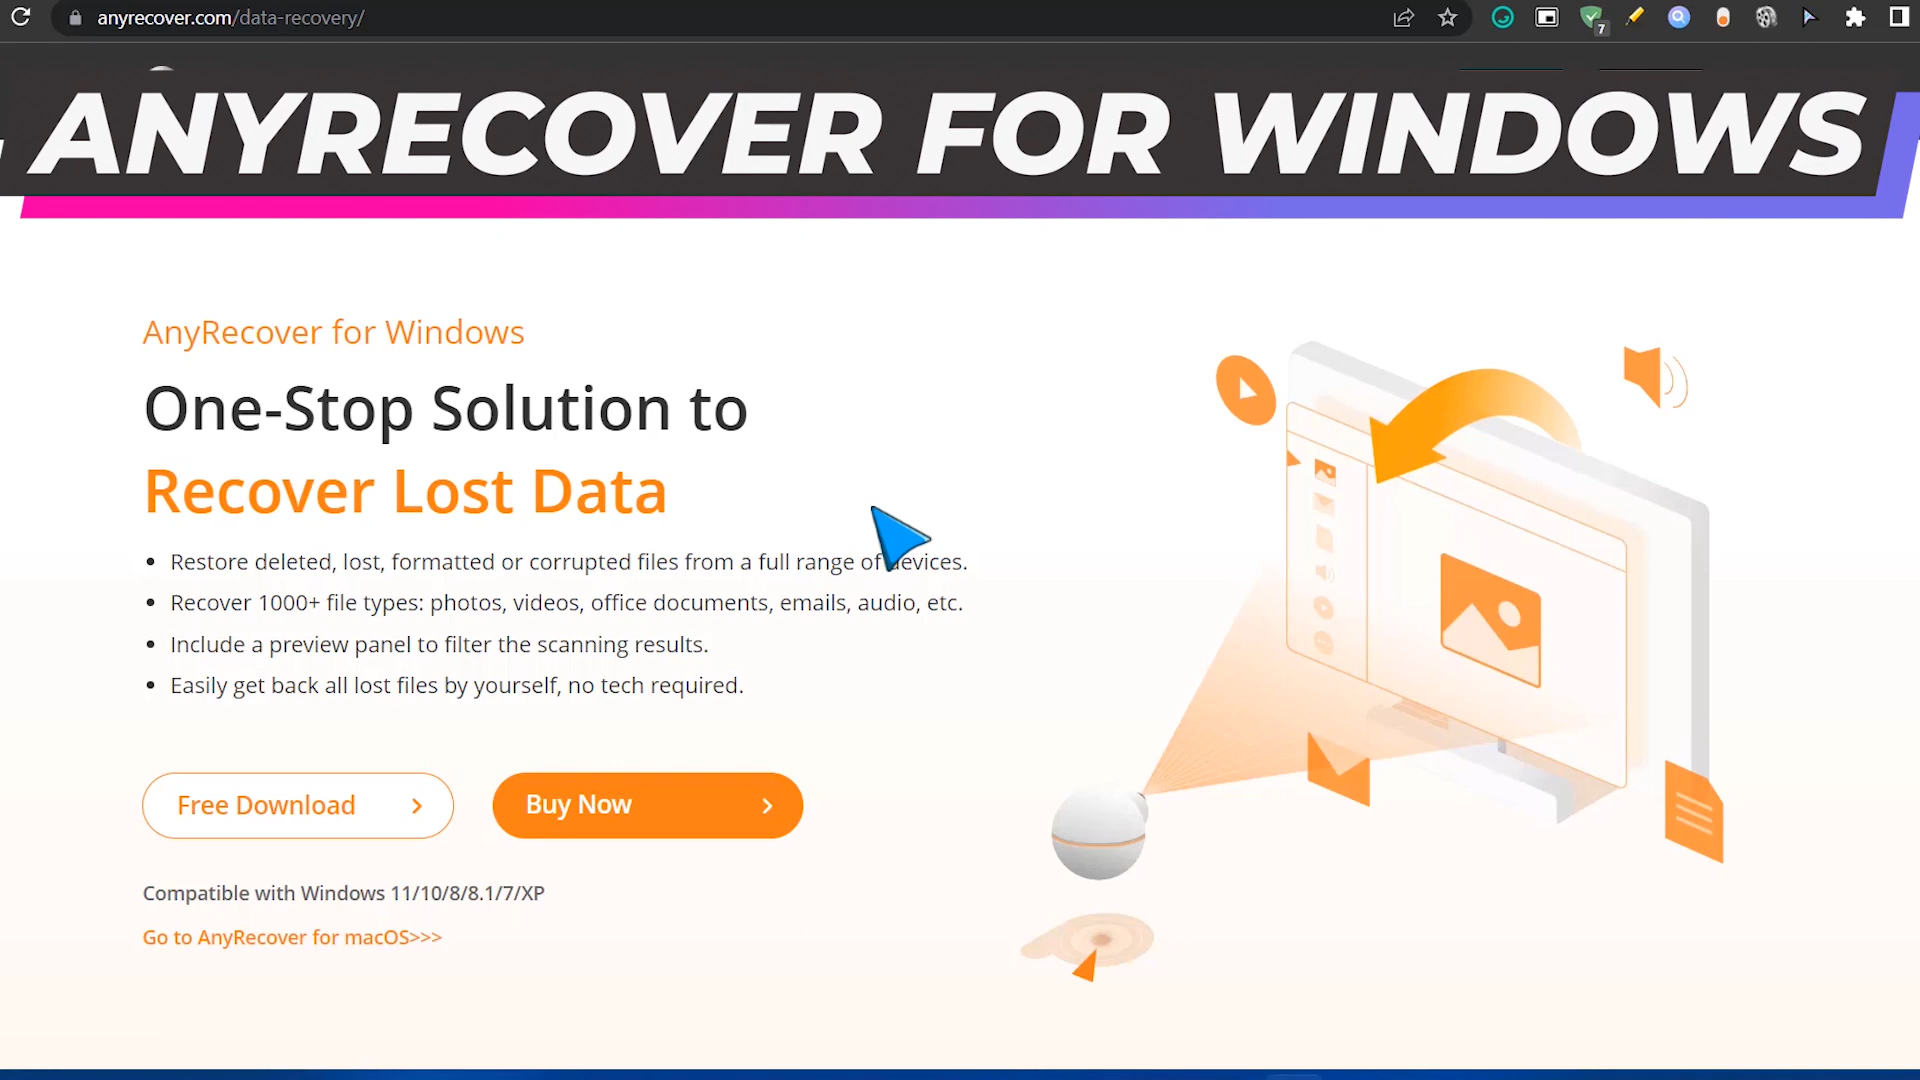 anyrecover.com/data-recovery/
7
ANYRECOVER FOR WINDOWS
AnyRecover for Windows
One-Stop Solution to
Recover Lost Data
• Restore deleted, lost, formatted or corrupted files from a full range of devices.
• Recover 1000+ file types: photos, videos, office documents, emails, audio, etc.
• Include a preview panel to filter the scanning results.
• Easily get back all lost files by yourself, no tech required.
Free Download >
Buy Now >
Compatible with Windows 11/10/8/8.1/7/XP
Go to AnyRecover for macOS>>>